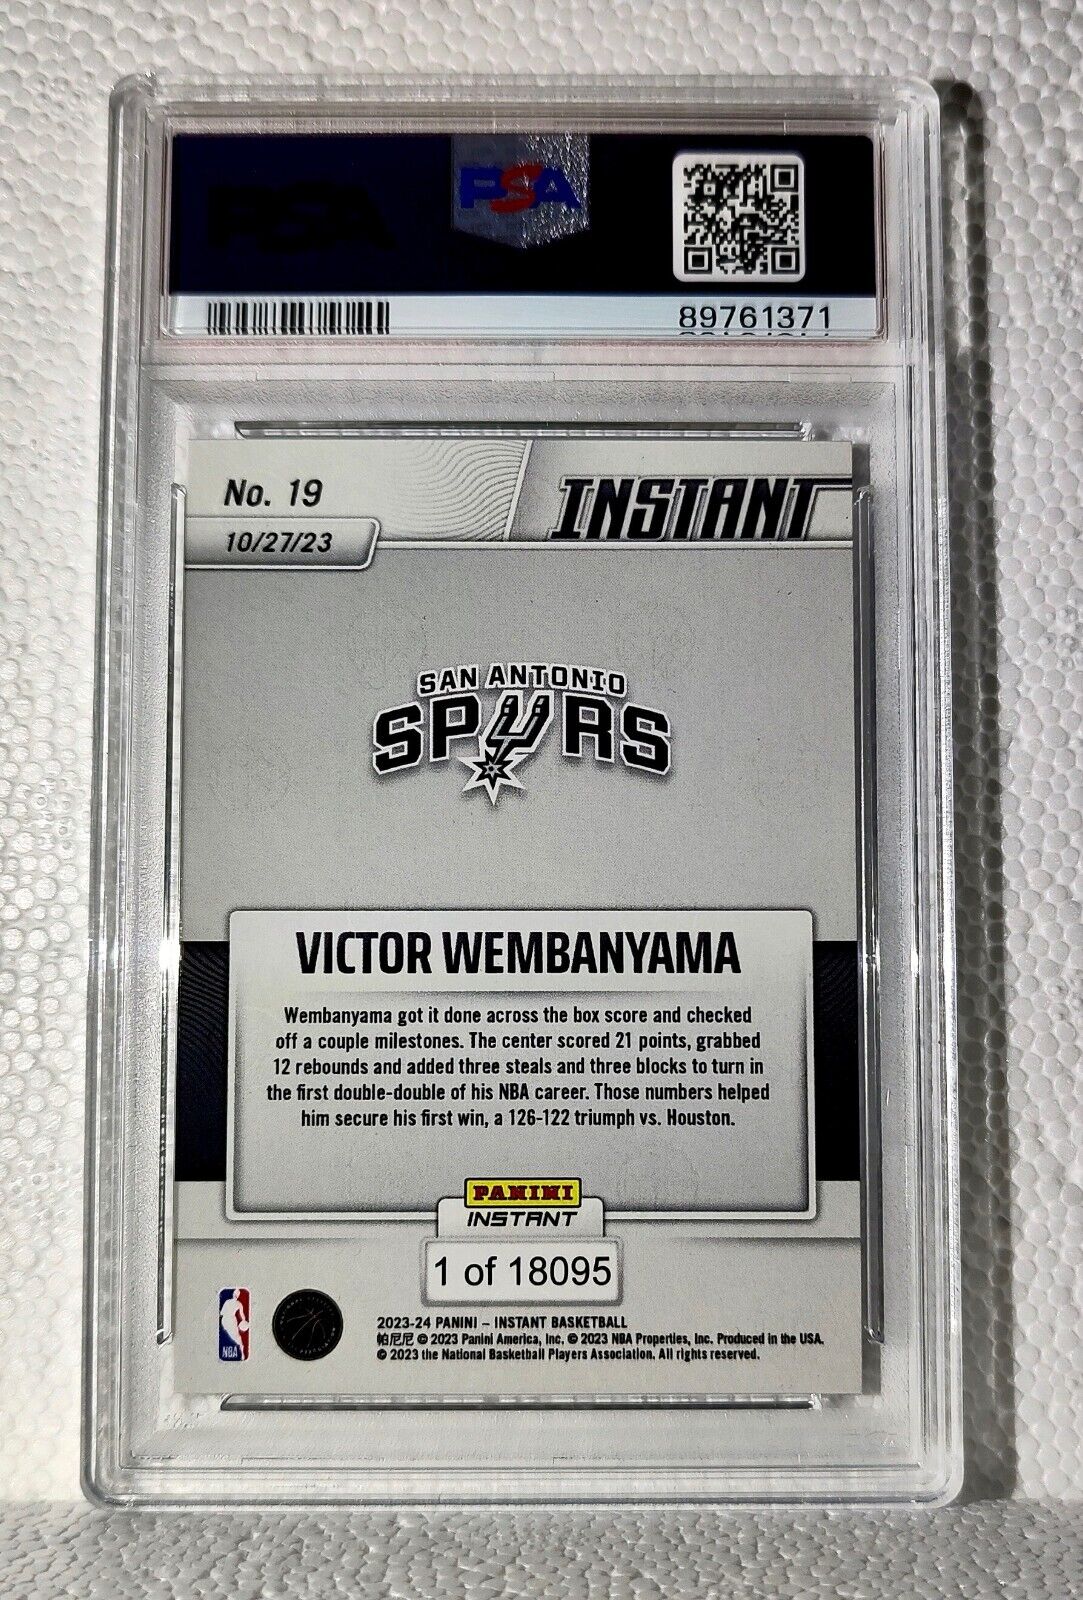 PSA
PSA
89761371
No. 19
INSTANT
10/27/23
SAN ANTONIO
SPURS
VICTOR WEMBANYAMA
Wembanyama got it done across the box score and checked
off a couple milestones. The center scored 21 points, grabbed
12 rebounds and added three steals and three blocks to turn in
the first double-double of his NBA career. Those numbers helped
him secure his first win, a 126-122 triumph vs. Houston.
PANINI
INSTANT
1 of 18095
NBA
2023-24 PANINI – INSTANT BASKETBALL
帕尼尼 © 2023 Panini America, Inc. © 2023 NBA Properties, Inc. Produced in the USA.
© 2023 the National Basketball Players Association. All rights reserved.